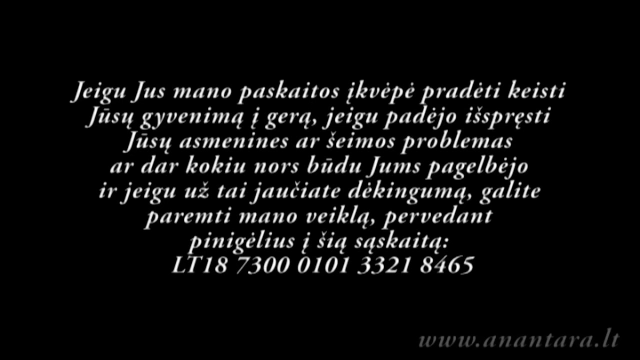 Jeigu Jus mano paskaitos įkvėpė pradėti keisti
Jūsų gyvenimą į gerą, jeigu padėjo išspręsti
Jūsų asmenines ar šeimos problemas
ar dar kokiu nors būdu Jums pagelbėjo
ir jeigu už tai jaučiate dėkingumą, galite
paremti mano veiklą, pervedant
pinigėlius į šią sąskaitą:
LT18 7300 0101 3321 8465
www.anantara.lt